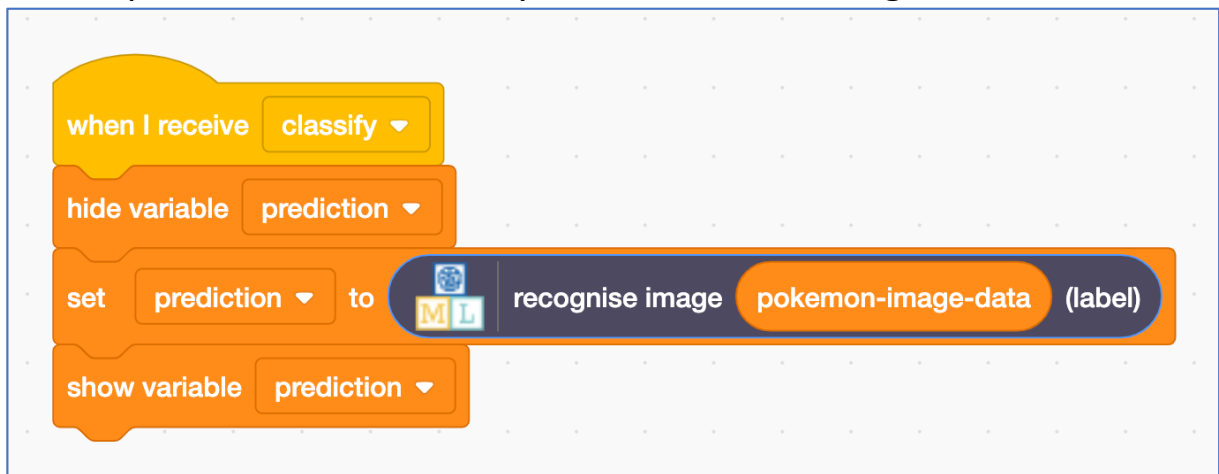 when I receive classify
hide variable prediction
set prediction to ML recognise image pokemon-image-data (label)
show variable prediction